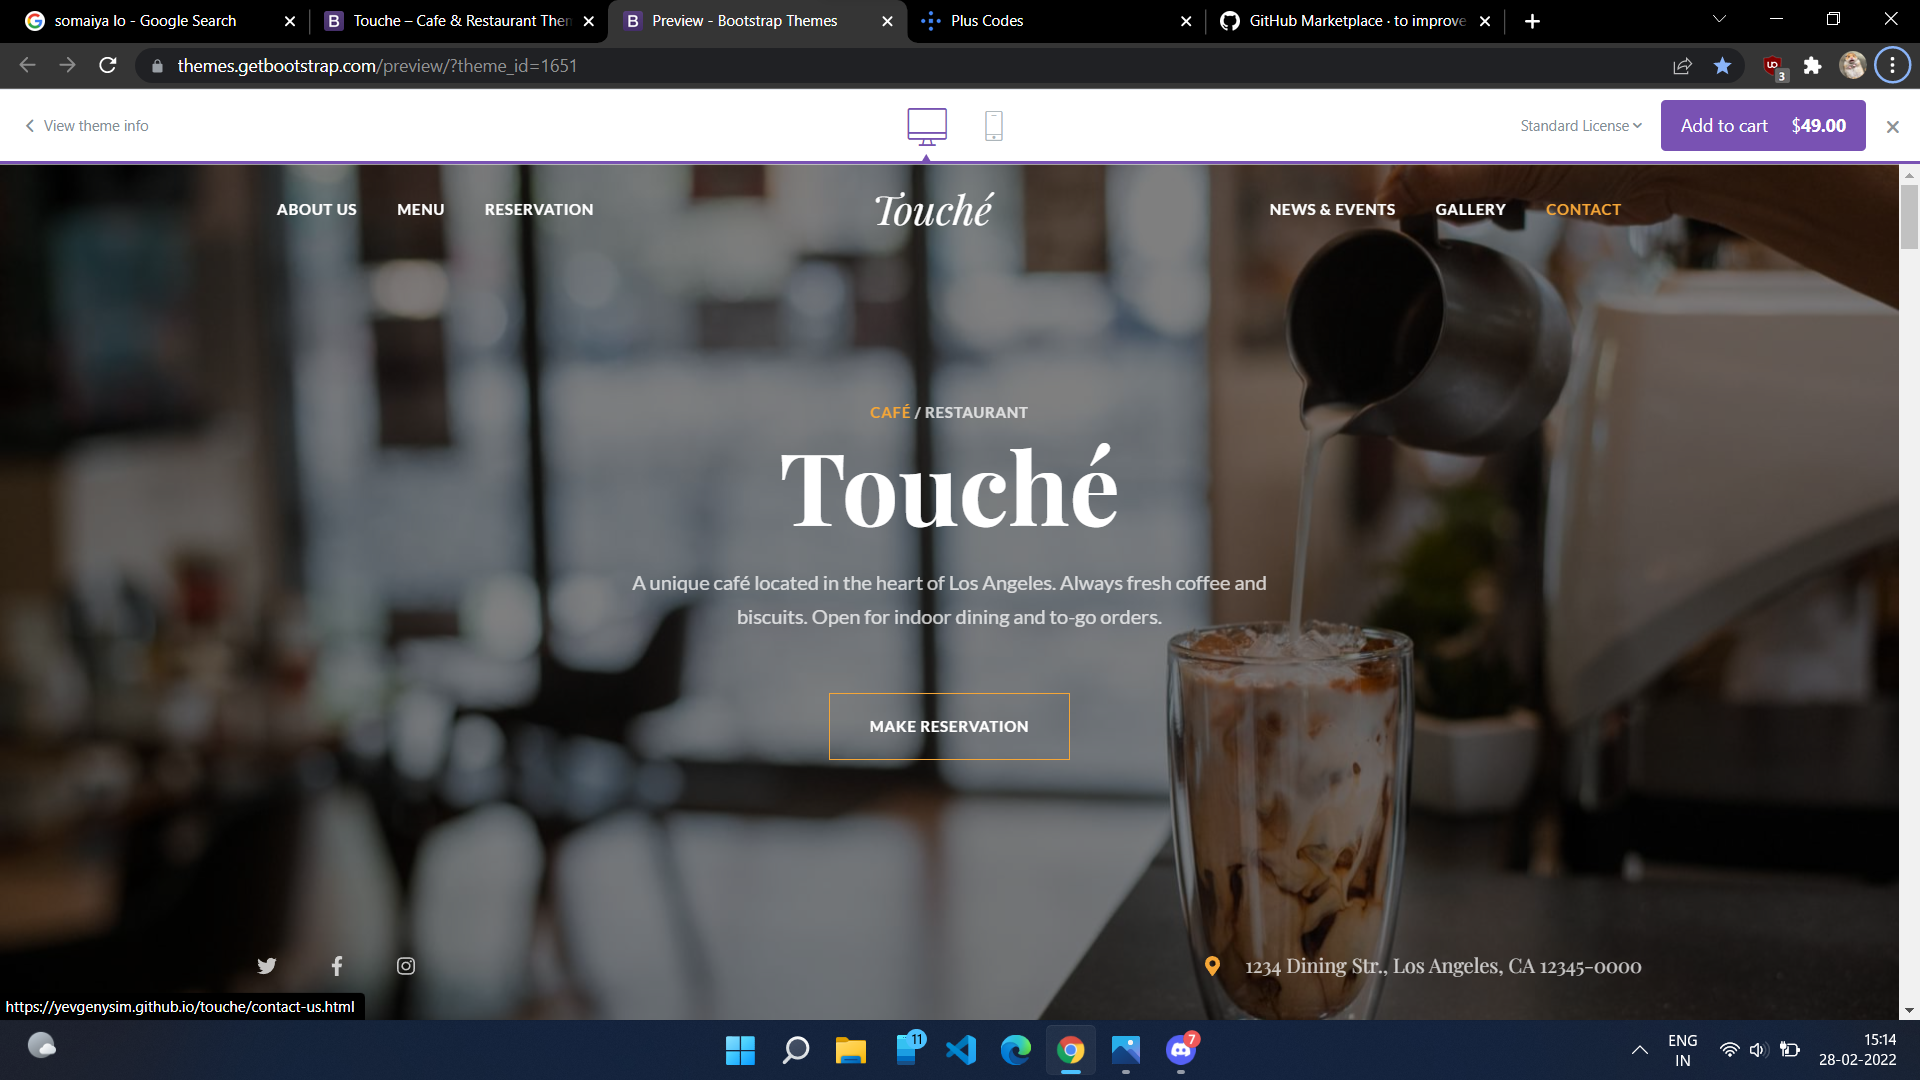 somaiya lo - Google Search
Touche – Cafe & Restaurant Them
Preview - Bootstrap Themes
Plus Codes
GitHub Marketplace · to improve
themes.getbootstrap.com/preview/?theme_id=1651
3
View theme info
Standard License
Add to cart $49.00
ABOUT US MENU RESERVATION
Touché
NEWS & EVENTS GALLERY CONTACT
CAFÉ / RESTAURANT
Touché
A unique café located in the heart of Los Angeles. Always fresh coffee and
biscuits. Open for indoor dining and to-go orders.
MAKE RESERVATION
1234 Dining Str., Los Angeles, CA 12345-0000
https://yevgenysim.github.io/touche/contact-us.html
11
7
ENG
IN
15:14
28-02-2022